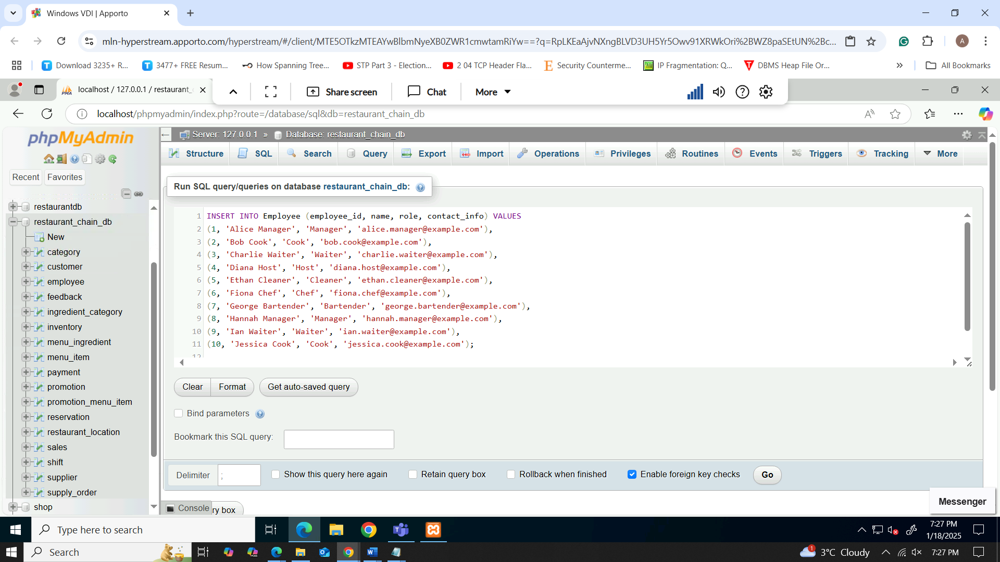 Windows VDI | Apporto
mln-hyperstream.apporto.com/hyperstream/#/client/MTE5OTkzMTEAYwBlbmNyeXB0ZWR1cmwtamRiYw==?q=RpLKEaAjvNXngBLVD3UH5Yr5Owv91XRWkOri%2BWZ8paSEtUN%2Bc...
A
Download 3235+ R...
3477+ FREE Resum...
How Spanning Tree...
STP Part 3 - Election...
2 04 TCP Header Fla...
Security Counterme...
IP Fragmentation: Q...
DBMS Heap File Or...
All Bookmarks
localhost / 127.0.0.1 / restaurant_
Share screen
Chat
More
localhost/phpmyadmin/index.php?route=/database/sql&db=restaurant_chain_db
phpMyAdmin
Recent
Favorites
restaurantdb
restaurant_chain_db
New
category
customer
employee
feedback
ingredient_category
inventory
menu_ingredient
menu_item
payment
promotion
promotion_menu_item
reservation
restaurant_location
sales
shift
supplier
supply_order
shop
Server: 127.0.0.1 » Database: restaurant_chain_db
Structure
SQL
Search
Query
Export
Import
Operations
Privileges
Routines
Events
Triggers
Tracking
More
Run SQL query/queries on database restaurant_chain_db:
1 INSERT INTO Employee (employee_id, name, role, contact_info) VALUES
2 (1, 'Alice Manager', 'Manager', 'alice.manager@example.com'),
3 (2, 'Bob Cook', 'Cook', 'bob.cook@example.com'),
4 (3, 'Charlie Waiter', 'Waiter', 'charlie.waiter@example.com'),
5 (4, 'Diana Host', 'Host', 'diana.host@example.com'),
6 (5, 'Ethan Cleaner', 'Cleaner', 'ethan.cleaner@example.com'),
7 (6, 'Fiona Chef', 'Chef', 'fiona.chef@example.com'),
8 (7, 'George Bartender', 'Bartender', 'george.bartender@example.com'),
9 (8, 'Hannah Manager', 'Manager', 'hannah.manager@example.com'),
10 (9, 'Ian Waiter', 'Waiter', 'ian.waiter@example.com'),
11 (10, 'Jessica Cook', 'Cook', 'jessica.cook@example.com');
12
Clear
Format
Get auto-saved query
Bind parameters
Bookmark this SQL query:
Delimiter
;
Show this query here again
Retain query box
Rollback when finished
Enable foreign key checks
Go
Console
ry box
Messenger
Type here to search
7:27 PM
1/18/2025
Search
1
3°C Cloudy
7:27 PM